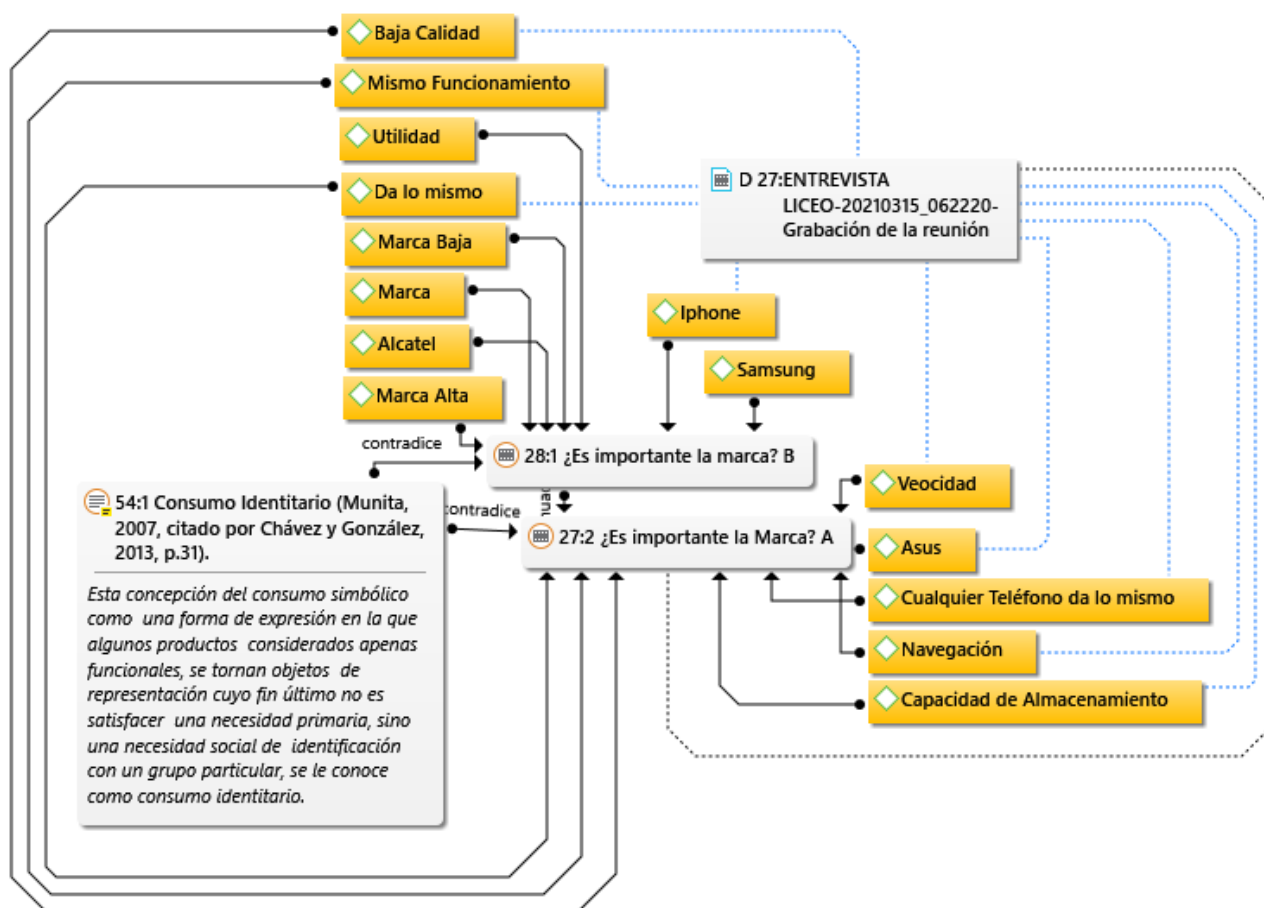 Baja Calidad
Mismo Funcionamiento
Utilidad
Da lo mismo
Marca Baja
Marca
Alcatel
Marca Alta
D 27:ENTREVISTA
LICEO-20210315_062220-
Grabación de la reunión
Iphone
Samsung
contradice
28:1 ¿Es importante la marca? B
contradice
27:2 ¿Es importante la Marca? A
54:1 Consumo Identitario (Munita,
2007, citado por Chávez y González,
2013, p.31).
Esta concepción del consumo simbólico
como una forma de expresión en la que
algunos productos considerados apenas
funcionales, se tornan objetos de
representación cuyo fin último no es
satisfacer una necesidad primaria, sino
una necesidad social de identificación
con un grupo particular, se le conoce
como consumo identitario.
Veocidad
Asus
Cualquier Teléfono da lo mismo
Navegación
Capacidad de Almacenamiento